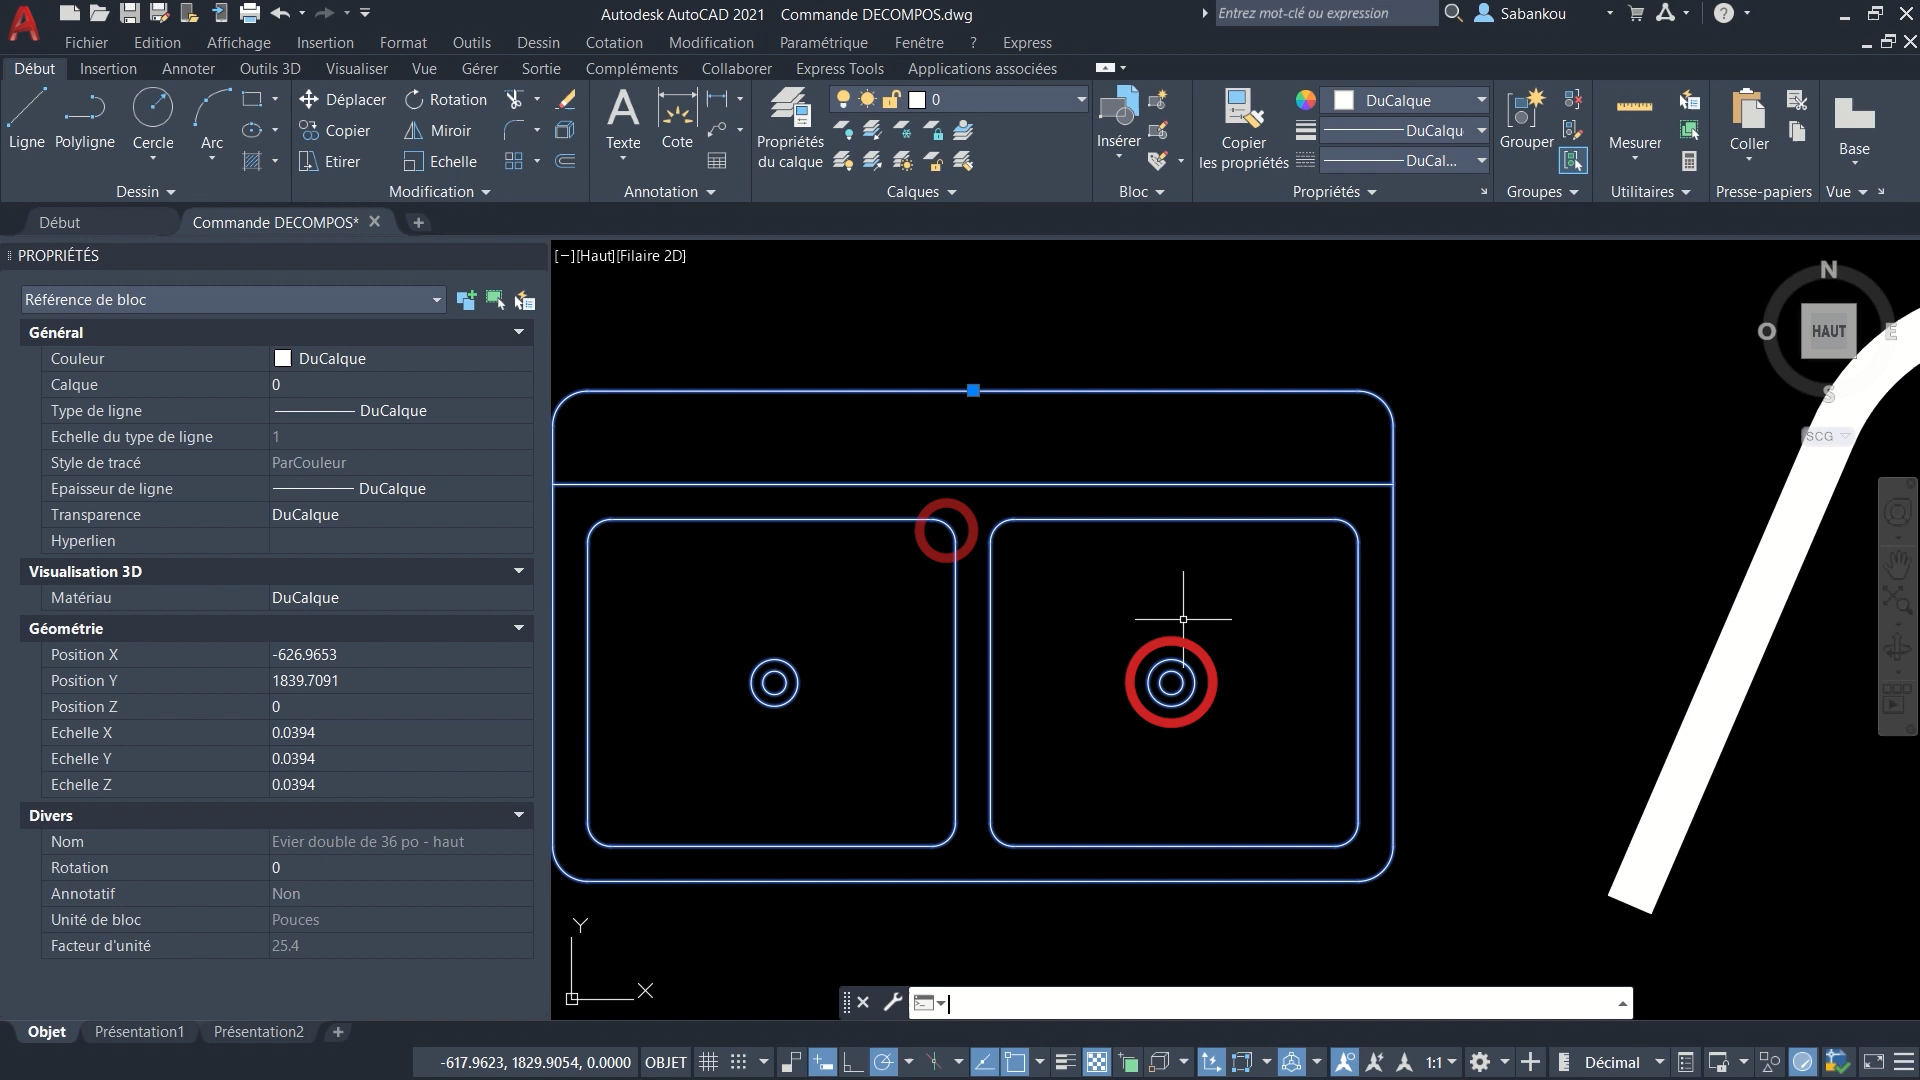 Autodesk AutoCAD 2021 Commande DECOMPOS.dwg
Entrez mot-clé ou expression
Sabankou
Fichier Edition Affichage Insertion Format Outils Dessin Cotation Modification Paramétrique Fenêtre ? Express
Début Insertion Annoter Outils 3D Visualiser Vue Gérer Sortie Compléments Collaborer Express Tools Applications associées
Ligne Polyligne Cercle Arc
Dessin
Déplacer Rotation
Copier Miroir
Etirer Echelle
Modification
Texte Cote
Annotation
Propriétés du calque
0
Calques
Insérer
Bloc
Copier les propriétés
DuCalque
DuCalqu
DuCal...
Propriétés
Grouper
Groupes
Mesurer
Utilitaires
Coller
Presse-papiers
Base
Vue
Début Commande DECOMPOS*
PROPRIÉTÉS
Référence de bloc
Général
Couleur DuCalque
Calque 0
Type de ligne DuCalque
Echelle du type de ligne 1
Style de tracé ParCouleur
Epaisseur de ligne DuCalque
Transparence DuCalque
Hyperlien
Visualisation 3D
Matériau DuCalque
Géométrie
Position X -626.9653
Position Y 1839.7091
Position Z 0
Echelle X 0.0394
Echelle Y 0.0394
Echelle Z 0.0394
Divers
Nom Evier double de 36 po - haut
Rotation 0
Annotatif Non
Unité de bloc Pouces
Facteur d'unité 25.4
[−][Haut][Filaire 2D]
N
O HAUT E
S
SCG
Y
X
Objet Présentation1 Présentation2 +
-617.9623, 1829.9054, 0.0000 OBJET 1:1 Décimal